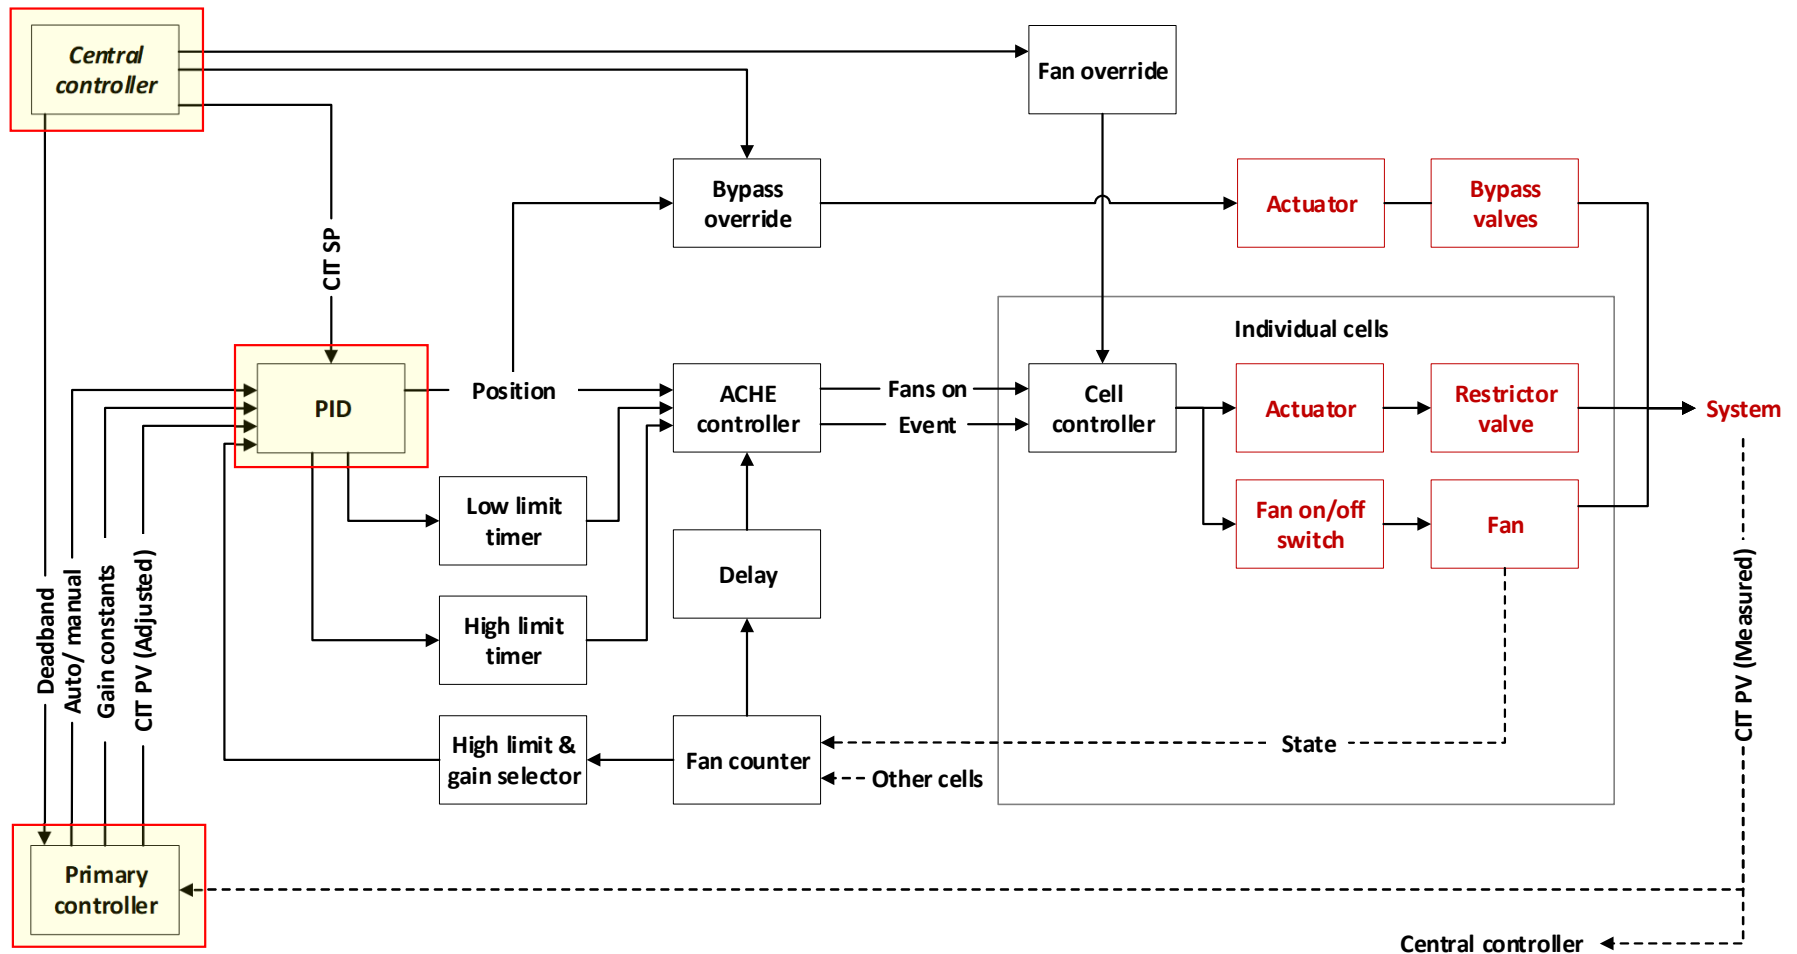 Central
controller
Fan override
Bypass
override
Actuator
Bypass
valves
CIT SP
Individual cells
PID
Position
ACHE
controller
Fans on
Event
Cell
controller
Actuator
Restrictor
valve
System
Low limit
timer
Fan on/off
switch
Fan
Delay
High limit
timer
Deadband
Auto/ manual
Gain constants
CIT PV (Adjusted)
CIT PV (Measured)
High limit &
gain selector
Fan counter
State
Other cells
Primary
controller
Central controller